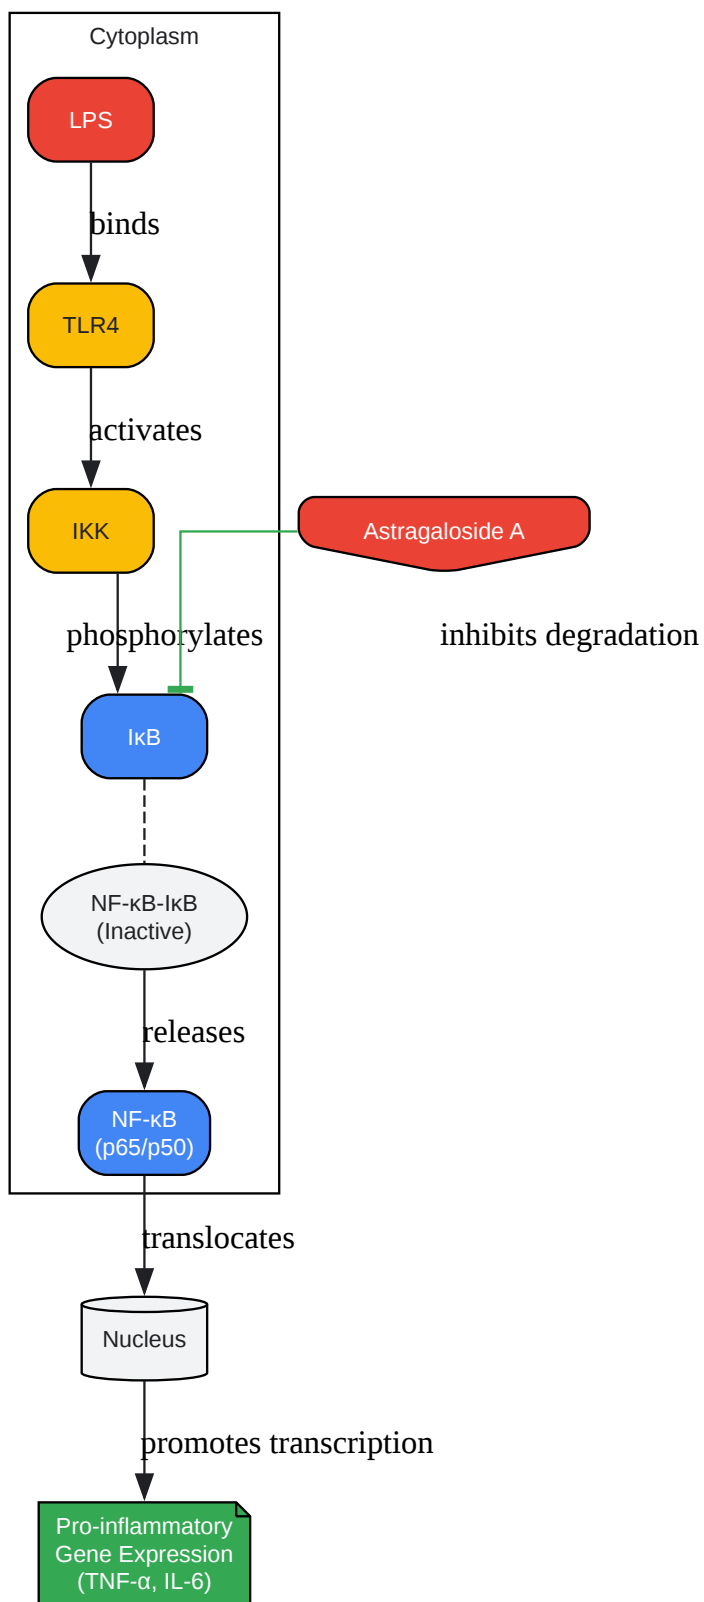 Cytoplasm
LPS
binds
TLR4
activates
IKK
Astragaloside A
phosphorylates
inhibits degradation
IκB
NF-κB-IκB
(Inactive)
releases
NF-κB
(p65/p50)
translocates
Nucleus
promotes transcription
Pro-inflammatory
Gene Expression
(TNF-α, IL-6)